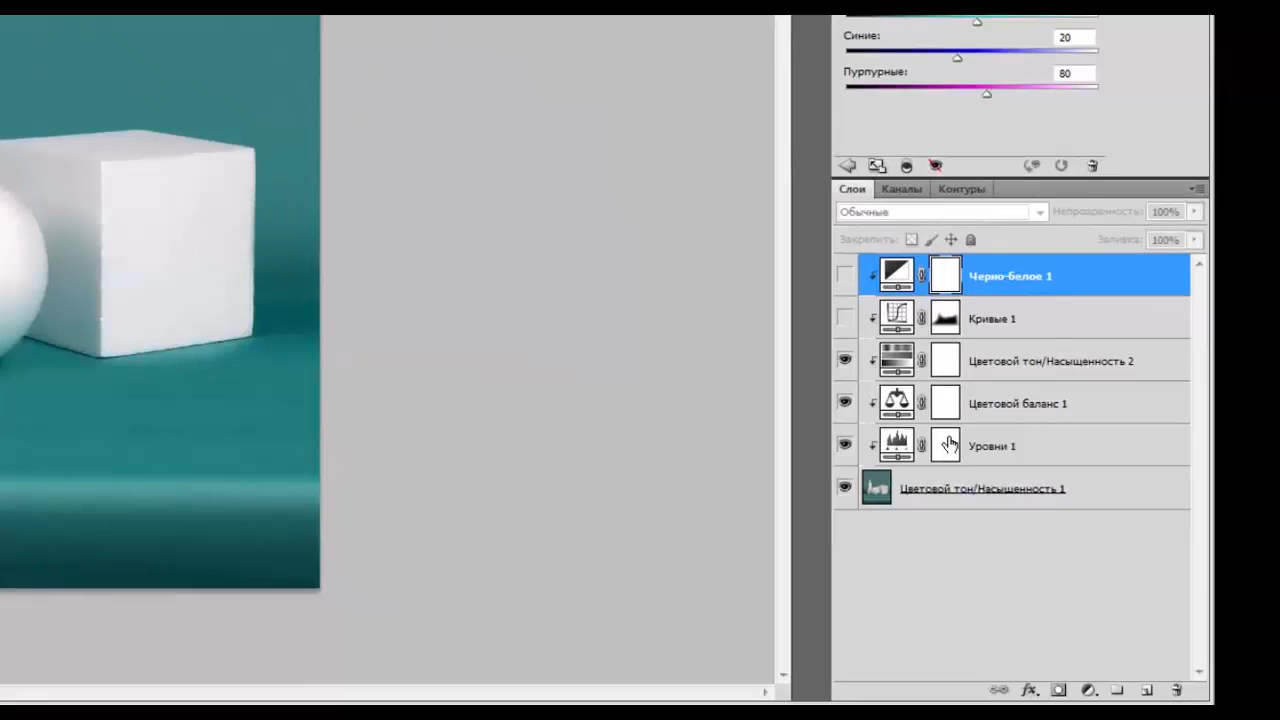 Синие: 20
Пурпурные: 80
Слои Каналы Контуры
Обычные Непрозрачность: 100%
Закрепить: Заливка: 100%
Черно-белое 1
Кривые 1
Цветовой тон/Насыщенность 2
Цветовой баланс 1
Уровни 1
Цветовой тон/Насыщенность 1
fx